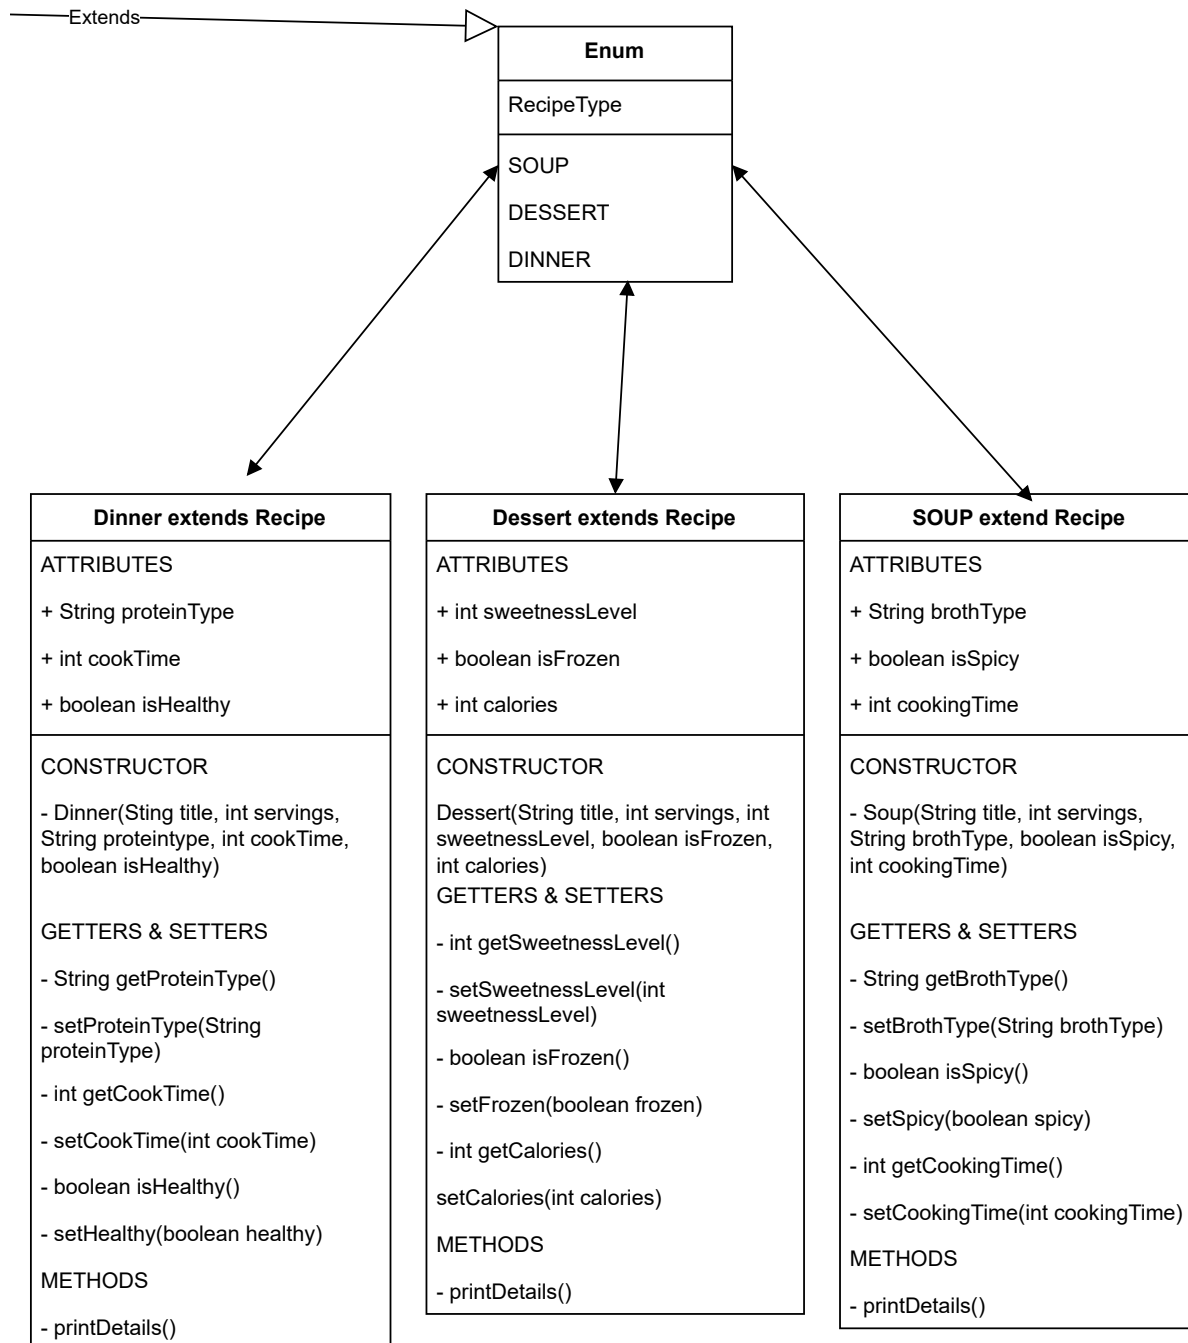 Extends
Enum
RecipeType
SOUP
DESSERT
DINNER
Dinner extends Recipe
ATTRIBUTES
+ String proteinType
+ int cookTime
+ boolean isHealthy
CONSTRUCTOR
- Dinner(Sting title, int servings,
String proteintype, int cookTime,
boolean isHealthy)
GETTERS & SETTERS
- String getProteinType()
- setProteinType(String
proteinType)
- int getCookTime()
- setCookTime(int cookTime)
- boolean isHealthy()
- setHealthy(boolean healthy)
METHODS
- printDetails()
Dessert extends Recipe
ATTRIBUTES
+ int sweetnessLevel
+ boolean isFrozen
+ int calories
CONSTRUCTOR
Dessert(String title, int servings, int
sweetnessLevel, boolean isFrozen,
int calories)
GETTERS & SETTERS
- int getSweetnessLevel()
- setSweetnessLevel(int
sweetnessLevel)
- boolean isFrozen()
- setFrozen(boolean frozen)
- int getCalories()
setCalories(int calories)
METHODS
- printDetails()
SOUP extend Recipe
ATTRIBUTES
+ String brothType
+ boolean isSpicy
+ int cookingTime
CONSTRUCTOR
- Soup(String title, int servings,
String brothType, boolean isSpicy,
int cookingTime)
GETTERS & SETTERS
- String getBrothType()
- setBrothType(String brothType)
- boolean isSpicy()
- setSpicy(boolean spicy)
- int getCookingTime()
- setCookingTime(int cookingTime)
METHODS
- printDetails()